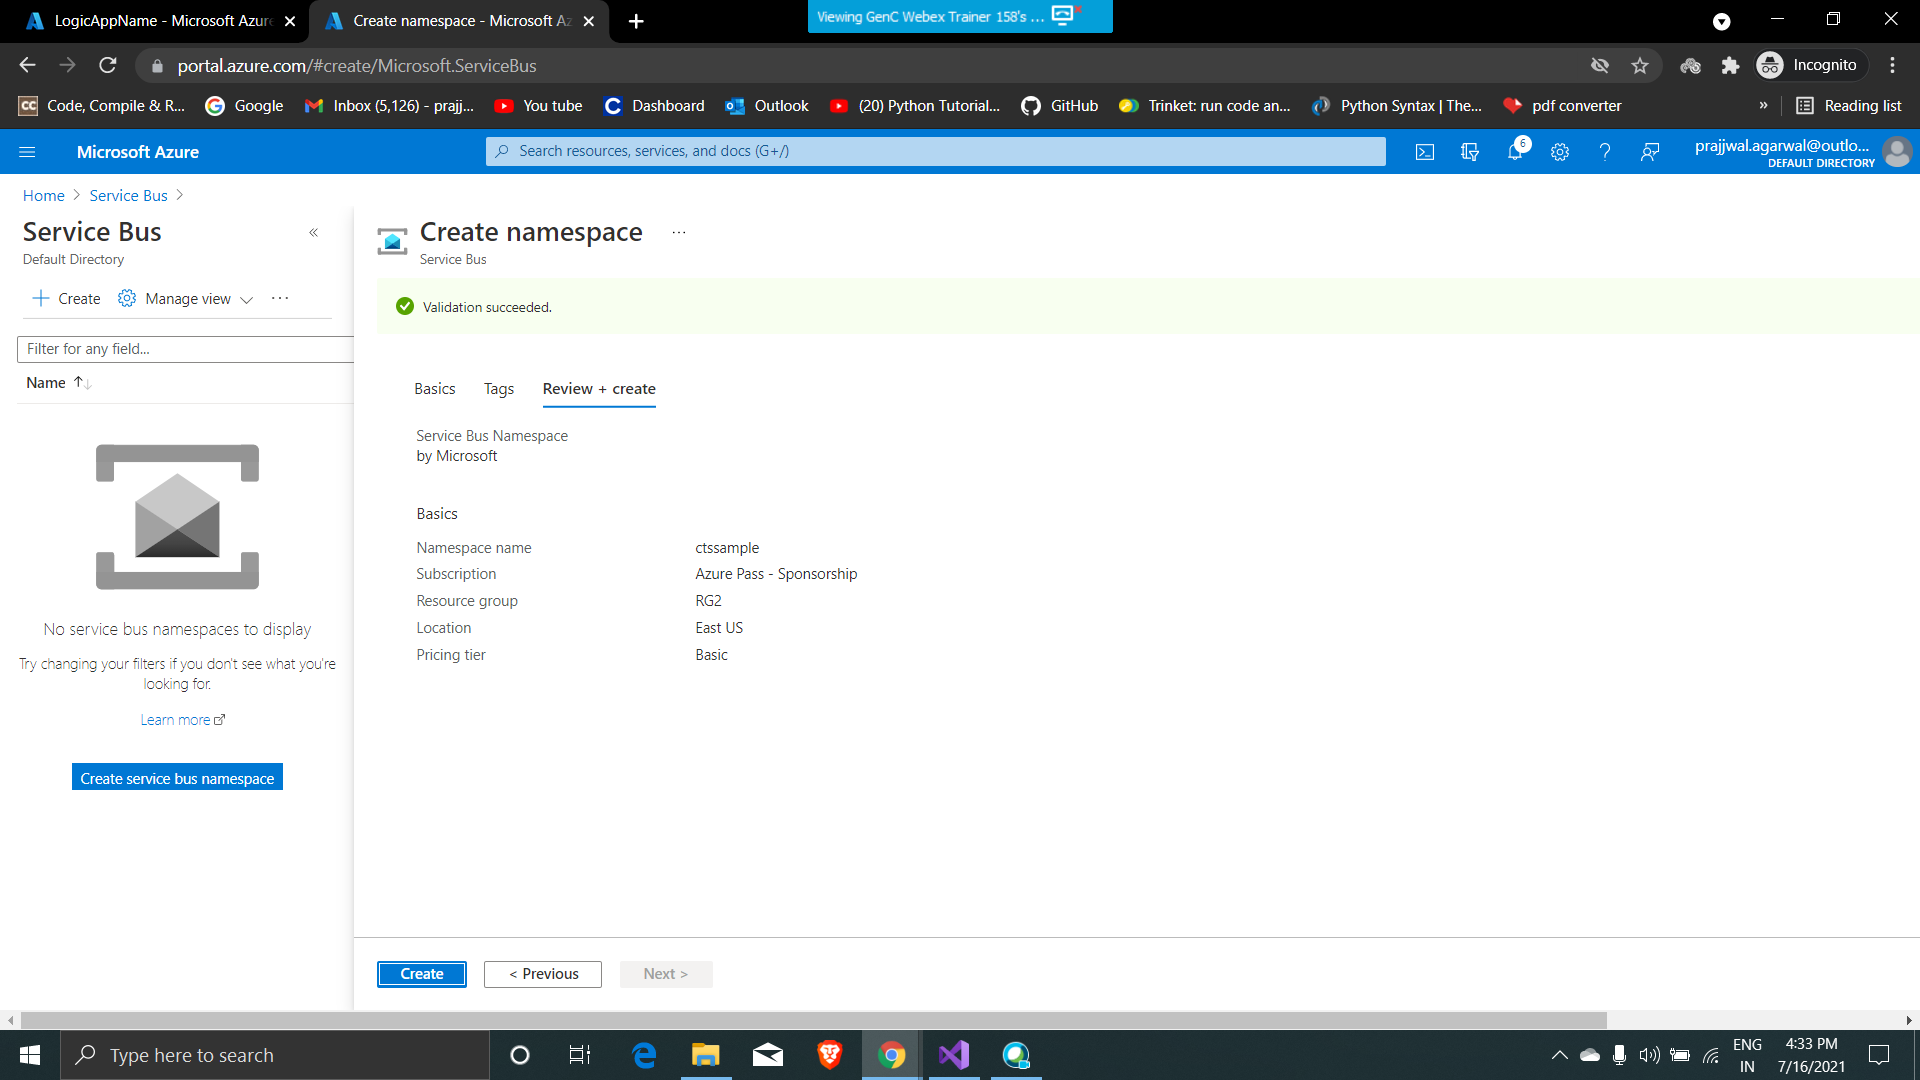 LogicAppName - Microsoft Azure
Create namespace - Microsoft Az
Viewing GenC Webex Trainer 158's ...
portal.azure.com/#create/Microsoft.ServiceBus
Incognito
CC
Code, Compile & R...
Google
Inbox (5,126) - prajj...
You tube
Dashboard
Outlook
(20) Python Tutorial...
GitHub
Trinket: run code an...
Python Syntax | The...
pdf converter
»
Reading list
Microsoft Azure
Search resources, services, and docs (G+/)
6
prajjwal.agarwal@outlo...
DEFAULT DIRECTORY
Home > Service Bus >
Service Bus
«
Default Directory
Create
Manage view
...
Filter for any field...
Name
No service bus namespaces to display
Try changing your filters if you don't see what you're
looking for.
Learn more
Create service bus namespace
Create namespace
...
Service Bus
Validation succeeded.
Basics
Tags
Review + create
Service Bus Namespace
by Microsoft
Basics
Namespace name ctssample
Subscription Azure Pass - Sponsorship
Resource group RG2
Location East US
Pricing tier Basic
Create
< Previous
Next >
Type here to search
ENG
IN
4:33 PM
7/16/2021